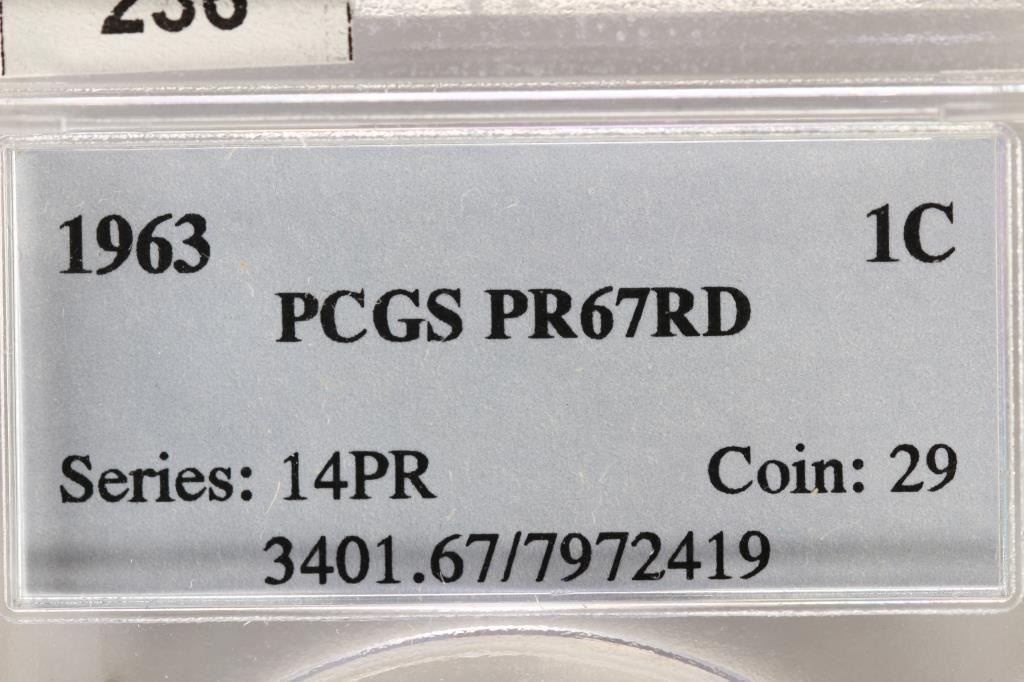 1963 1C
PCGS PR67RD
Series: 14PR Coin: 29
3401.67/7972419